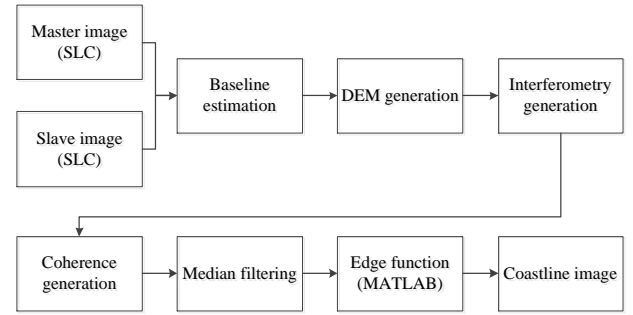 Master image
(SLC)
Slave image
(SLC)
Baseline
estimation
DEM generation
Interferometry
generation
Coherence
generation
Median filtering
Edge function
(MATLAB)
Coastline image